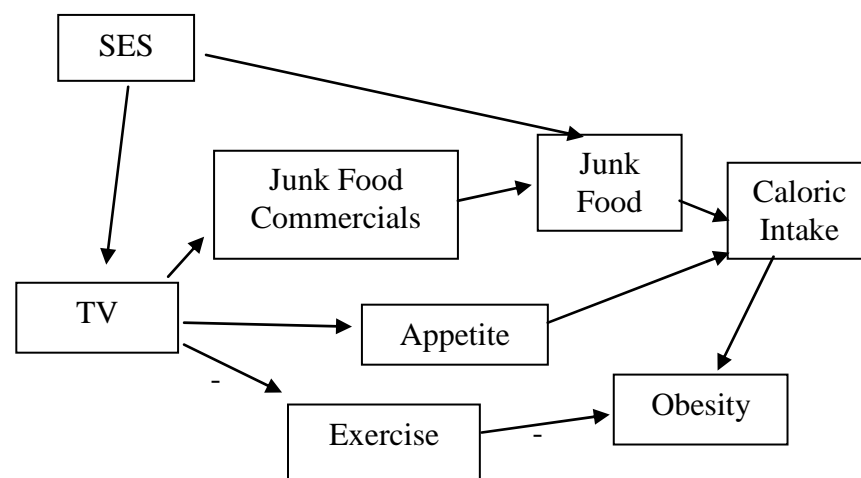 SES
Junk Food
Commercials
Junk
Food
Caloric
Intake
TV
Appetite
-
Exercise
-
Obesity